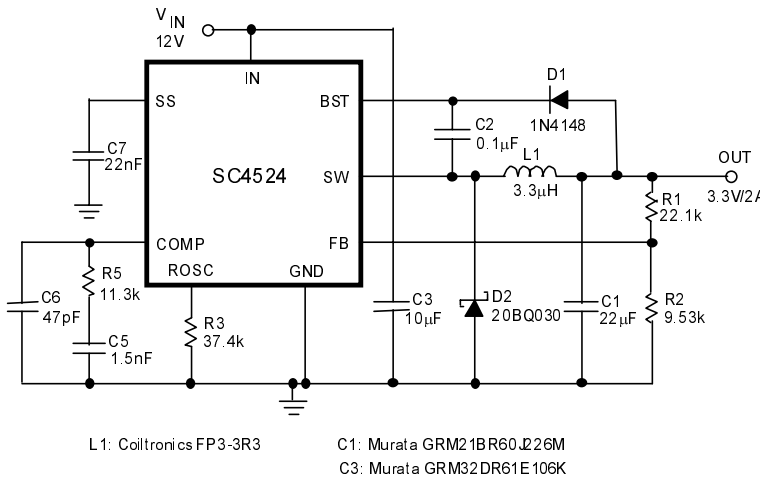 V IN
12V
IN
SS
BST
D1
1N4148
C7
22nF
C2
0.1µF
SC4524
SW
L1
3.3µH
OUT
3.3V/2A
R1
22.1k
COMP
FB
ROSC
GND
R5
11.3k
C6
47pF
C5
1.5nF
R3
37.4k
C3
10µF
D2
20BQ030
C1
22µF
R2
9.53k
L1: Coiltronics FP3-3R3
C1: Murata GRM21BR60J226M
C3: Murata GRM32DR61E106K